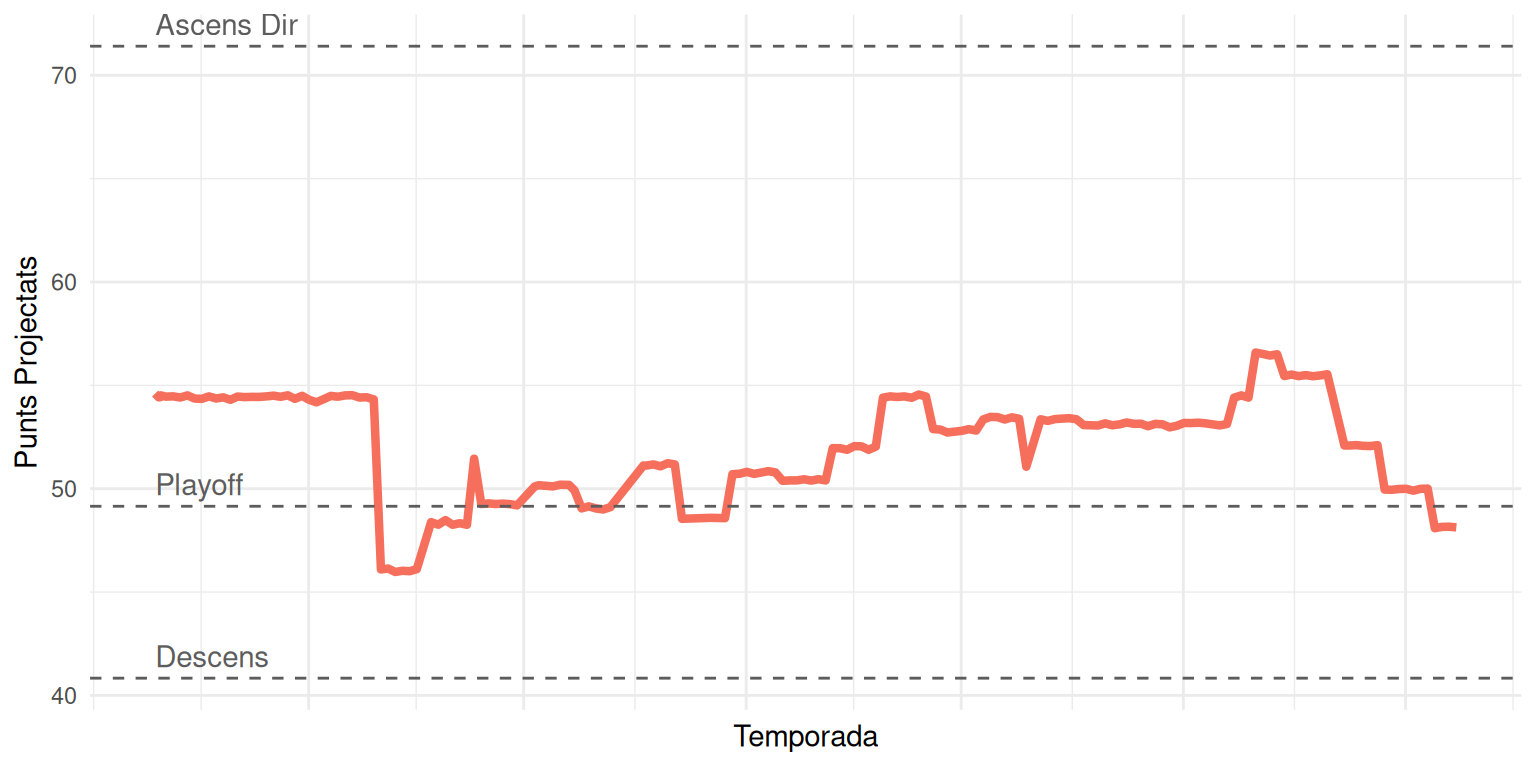 Ascens Dir
70
60
Punts Projectats
50
Playoff
Descens
40
Temporada